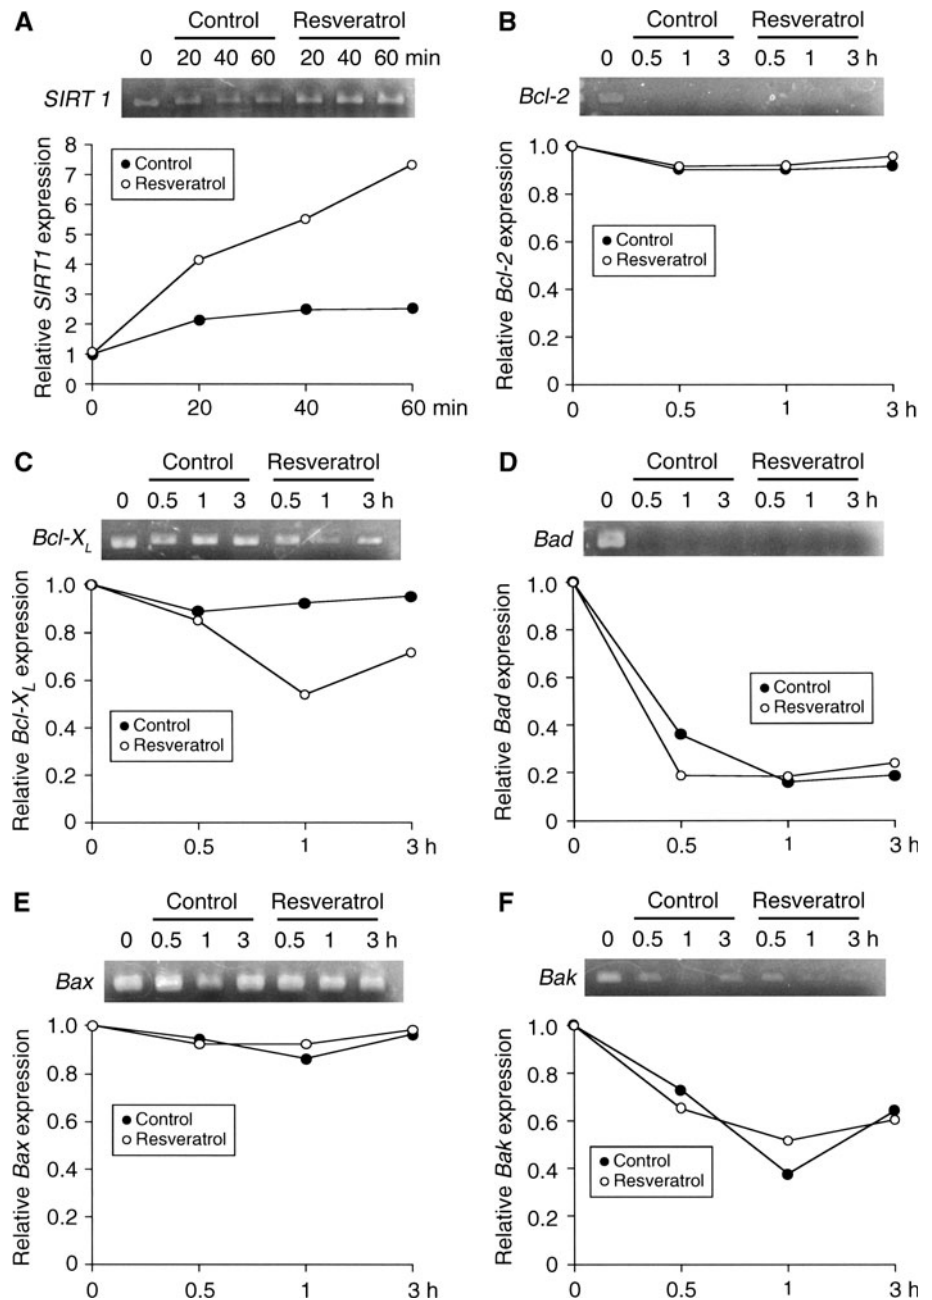 A
Control Resveratrol
0 20 40 60 20 40 60 min
SIRT 1
8
7
6
5
4
3
2
1
0
Relative SIRT1 expression
Control
Resveratrol
0 20 40 60 min
B
Control Resveratrol
0 0.5 1 3 0.5 1 3 h
Bcl-2
1.0
0.8
0.6
0.4
0.2
0
Relative Bcl-2 expression
Control
Resveratrol
0 0.5 1 3 h
C
Control Resveratrol
0 0.5 1 3 0.5 1 3 h
Bcl-XL
1.0
0.8
0.6
0.4
0.2
0
Relative Bcl-XL expression
Control
Resveratrol
0 0.5 1 3 h
D
Control Resveratrol
0 0.5 1 3 0.5 1 3 h
Bad
1.0
0.8
0.6
0.4
0.2
0
Relative Bad expression
Control
Resveratrol
0 0.5 1 3 h
E
Control Resveratrol
0 0.5 1 3 0.5 1 3 h
Bax
1.0
0.8
0.6
0.4
0.2
0
Relative Bax expression
Control
Resveratrol
0 0.5 1 3 h
F
Control Resveratrol
0 0.5 1 3 0.5 1 3 h
Bak
1.0
0.8
0.6
0.4
0.2
0
Relative Bak expression
Control
Resveratrol
0 0.5 1 3 h